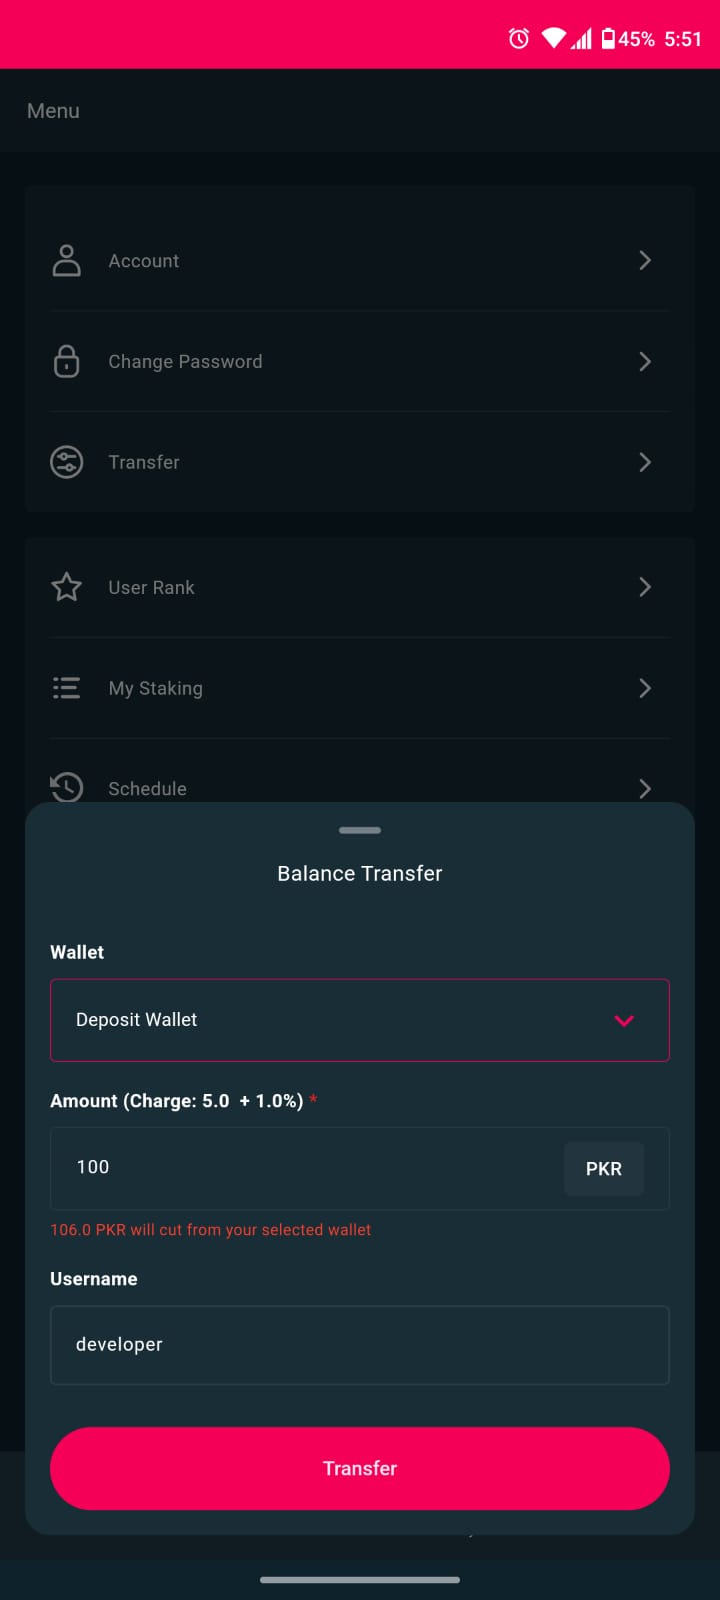 45% 5:51
Menu
Account
Change Password
Transfer
User Rank
My Staking
Schedule
Balance Transfer
Wallet
Deposit Wallet
Amount (Charge: 5.0  + 1.0%) *
100
PKR
106.0 PKR will cut from your selected wallet
Username
developer
Transfer